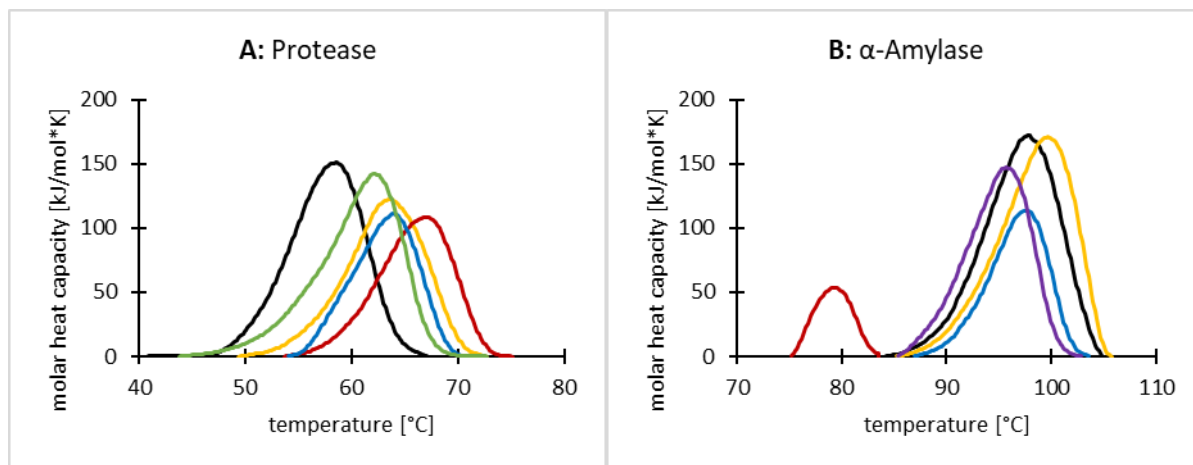 A: Protease
molar heat capacity [kJ/mol*K]
200
150
100
50
0
40 50 60 70 80
temperature [°C]
B: α-Amylase
molar heat capacity [kJ/mol*K]
200
150
100
50
0
70 80 90 100 110
temperature [°C]